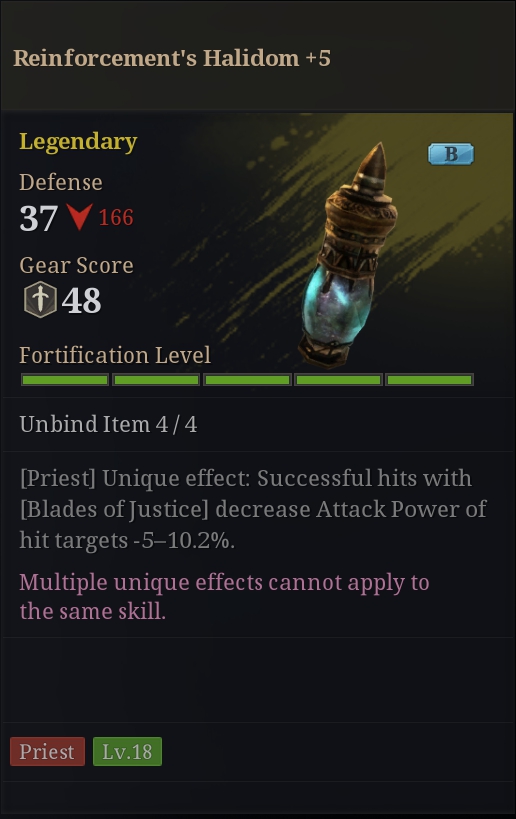 Reinforcement's Halidom +5
Legendary
B
Defense
37 166
Gear Score
48
Fortification Level
Unbind Item 4 / 4
[Priest] Unique effect: Successful hits with
[Blades of Justice] decrease Attack Power of
hit targets -5–10.2%.
Multiple unique effects cannot apply to
the same skill.
Priest Lv.18